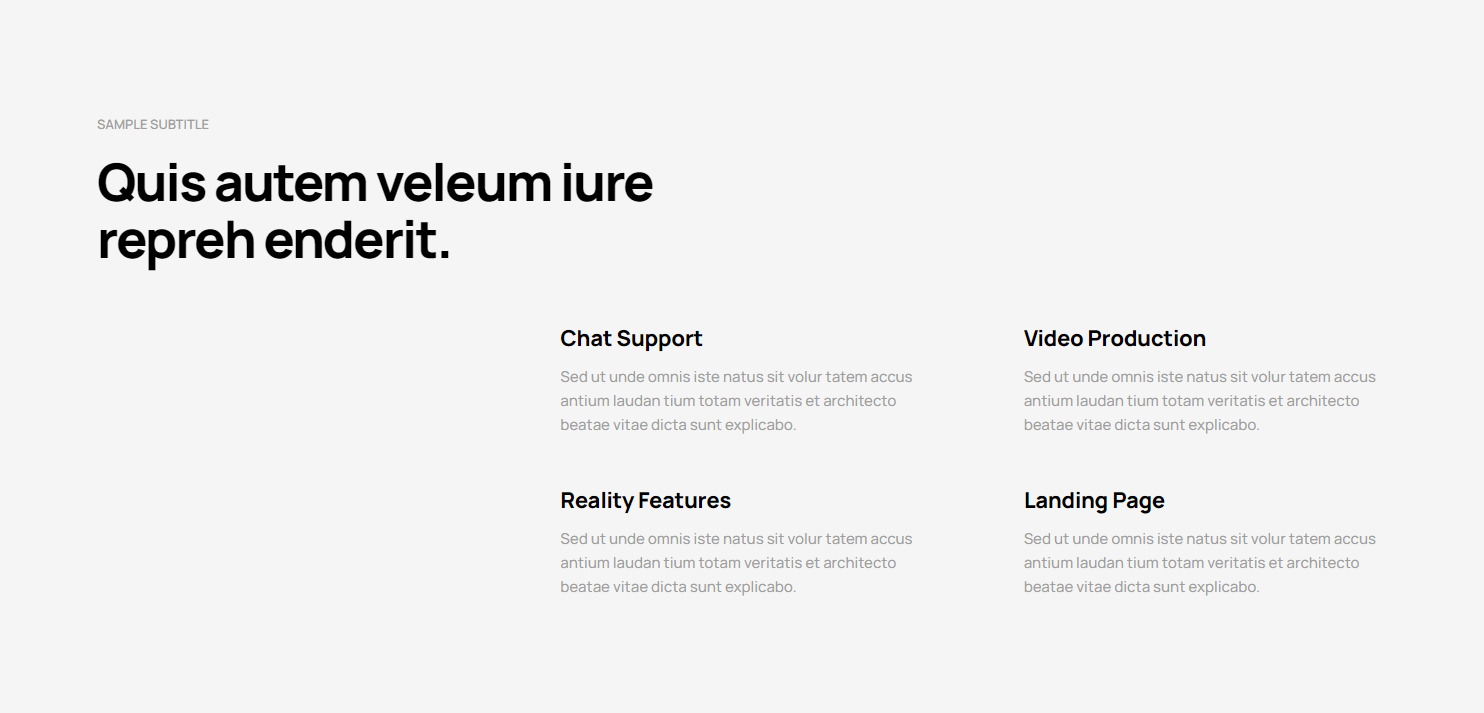 SAMPLE SUBTITLE
Quis autem veleum iure
repreh enderit.
Chat Support
Sed ut unde omnis iste natus sit volur tatem accus
antium laudan tium totam veritatis et architecto
beatae vitae dicta sunt explicabo.
Video Production
Sed ut unde omnis iste natus sit volur tatem accus
antium laudan tium totam veritatis et architecto
beatae vitae dicta sunt explicabo.
Reality Features
Sed ut unde omnis iste natus sit volur tatem accus
antium laudan tium totam veritatis et architecto
beatae vitae dicta sunt explicabo.
Landing Page
Sed ut unde omnis iste natus sit volur tatem accus
antium laudan tium totam veritatis et architecto
beatae vitae dicta sunt explicabo.